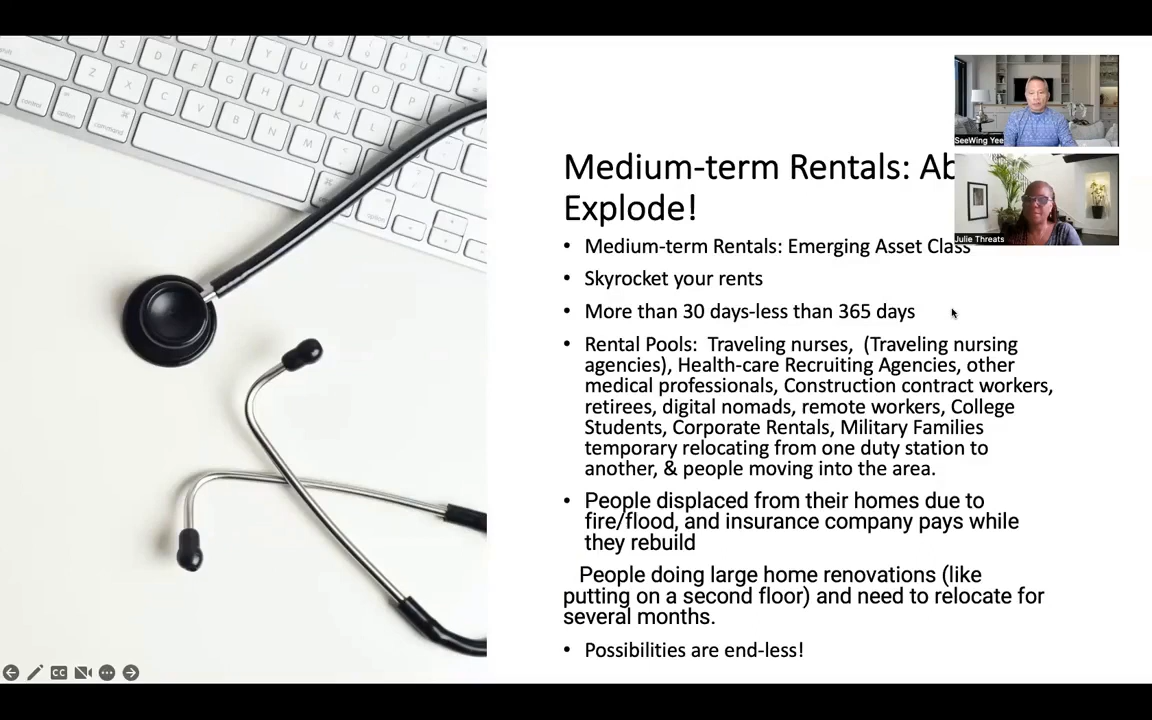 Medium-term Rentals: Ab
Explode!
• Medium-term Rentals: Emerging Asset Class
• Skyrocket your rents
• More than 30 days-less than 365 days
• Rental Pools:  Traveling nurses,  (Traveling nursing
agencies), Health-care Recruiting Agencies, other
medical professionals, Construction contract workers,
retirees, digital nomads, remote workers, College
Students, Corporate Rentals, Military Families
temporary relocating from one duty station to
another, & people moving into the area.
• People displaced from their homes due to
fire/flood, and insurance company pays while
they rebuild
People doing large home renovations (like
putting on a second floor) and need to relocate for
several months.
• Possibilities are end-less!
SeeWing Yee
Julie Threats
S D F G H J K L
Z X C V B N M
T Y U I O P
control option command
option
CC